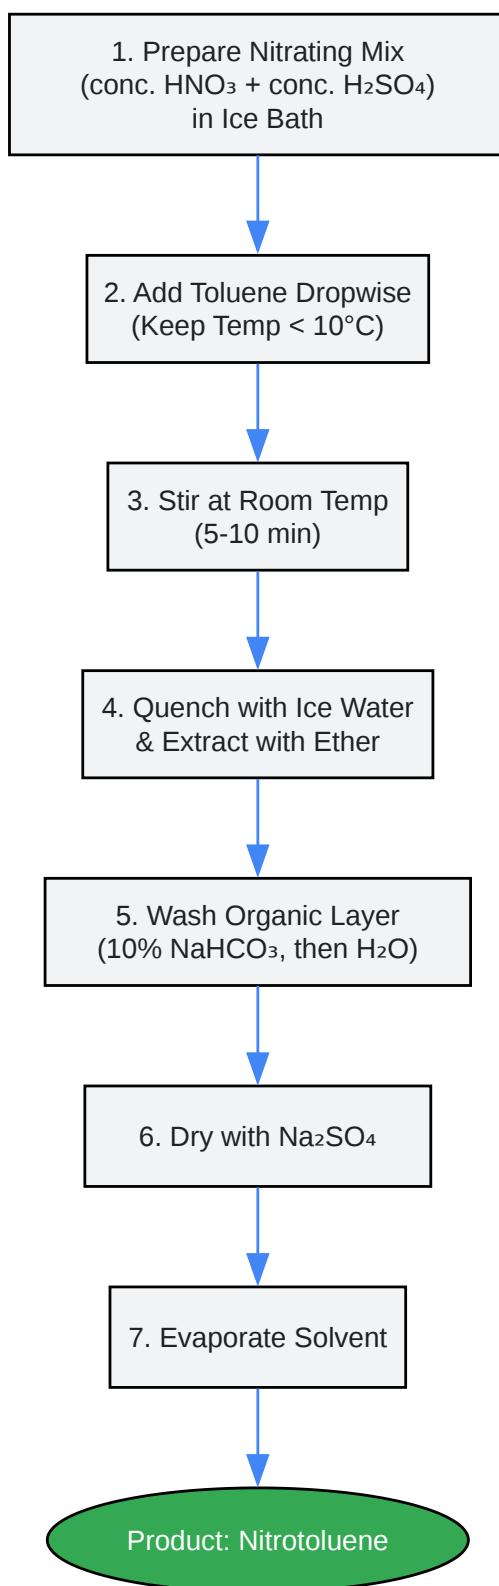 1. Prepare Nitrating Mix
(conc. HNO₃ + conc. H₂SO₄)
in Ice Bath
2. Add Toluene Dropwise
(Keep Temp < 10°C)
3. Stir at Room Temp
(5-10 min)
4. Quench with Ice Water
& Extract with Ether
5. Wash Organic Layer
(10% NaHCO₃, then H₂O)
6. Dry with Na₂SO₄
7. Evaporate Solvent
Product: Nitrotoluene